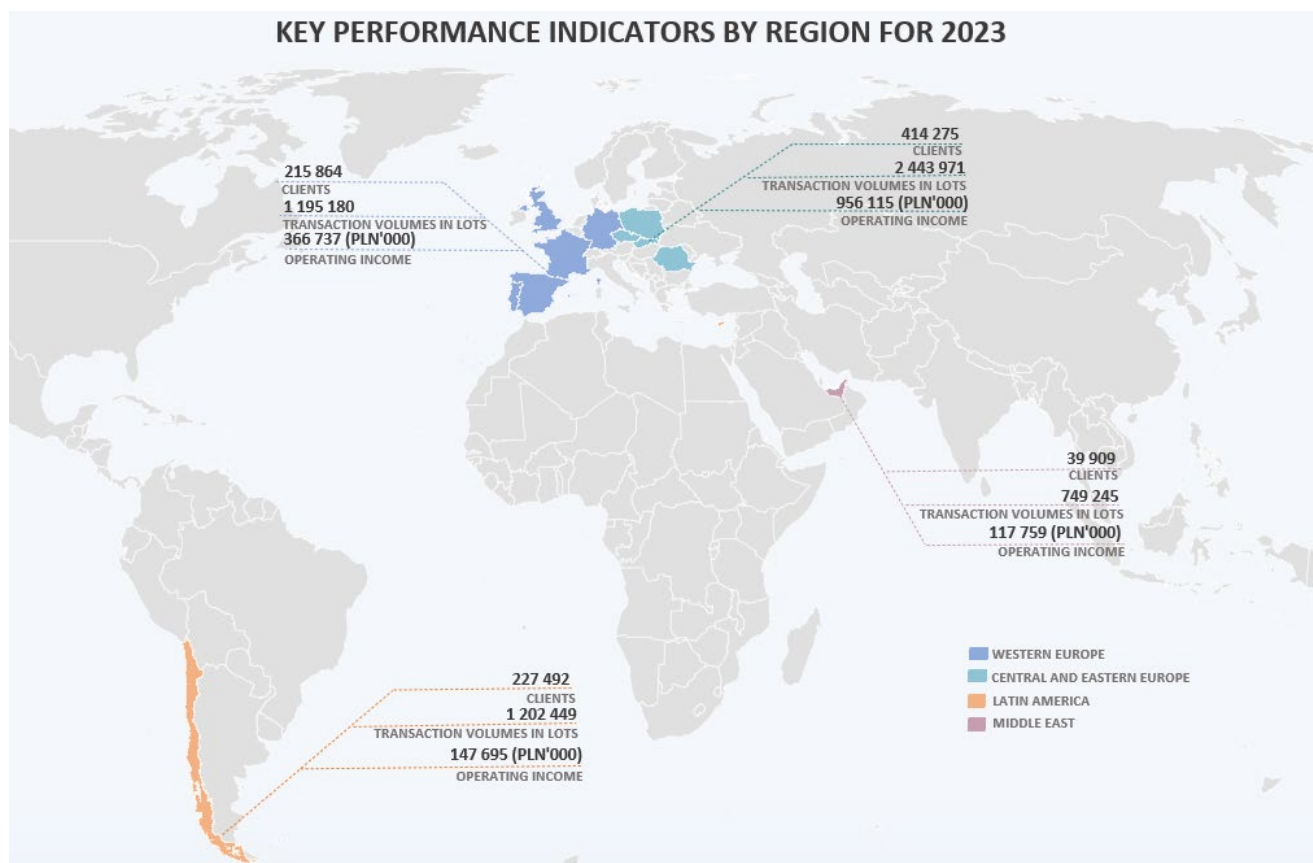 KEY PERFORMANCE INDICATORS BY REGION FOR 2023
215 864
CLIENTS
1 195 180
TRANSACTION VOLUMES IN LOTS
366 737 (PLN'000)
OPERATING INCOME
414 275
CLIENTS
2 443 971
TRANSACTION VOLUMES IN LOTS
956 115 (PLN'000)
OPERATING INCOME
39 909
CLIENTS
749 245
TRANSACTION VOLUMES IN LOTS
117 759 (PLN'000)
OPERATING INCOME
227 492
CLIENTS
1 202 449
TRANSACTION VOLUMES IN LOTS
147 695 (PLN'000)
OPERATING INCOME
WESTERN EUROPE
CENTRAL AND EASTERN EUROPE
LATIN AMERICA
MIDDLE EAST